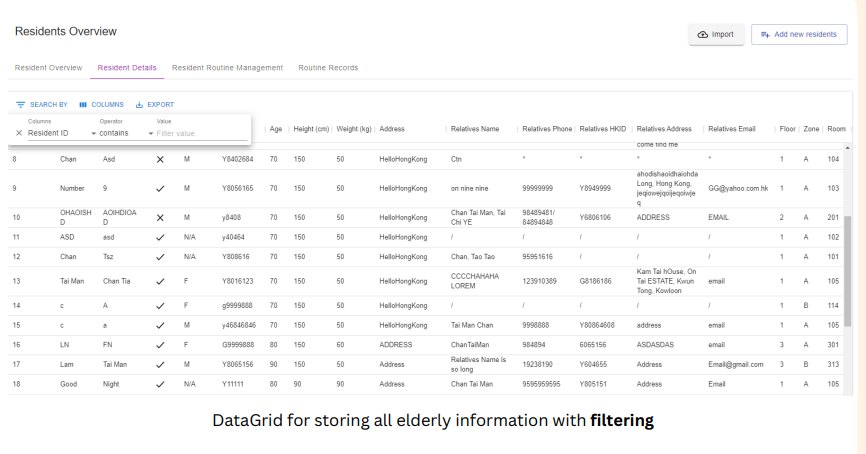 Residents Overview
Import
Add new residents
Resident Overview Resident Details Resident Routine Management Routine Records
SEARCH BY COLUMNS EXPORT
Columns Operator Value
Resident ID contains Filter value
Age Height (cm) Weight (kg) Address Relatives Name Relatives Phone Relatives HKID Relatives Address Relatives Email Floor Zone Room
come find me
8 Chan Asd M Y8402684 70 150 50 HelloHongKong Ctn * * * * 1 A 104
ahodishaoidhaiohda
9 Number 9 M Y8056165 70 150 50 HelloHongKong on nine nine 99999999 Y8949999 Long, Hong Kong, GG@yahoo.com.hk 1 A 103
jeqiowejqoijeqoiwje
q
10 OHAOISH AOIHDIOA M y8408 70 150 50 HelloHongKong Chan Tai Man, Tai 98489481/ Y6806106 ADDRESS EMAIL 2 A 201
D D Chi YE 84894848
11 ASD asd N/A y40464 70 150 50 HelloHongKong / / / / / 1 A 102
12 Chan Tsz N/A Y808616 70 150 50 HelloHongKong Chan, Tao Tao 95951616 / / / 1 A 101
13 Tai Man Chan Tia F Y8016123 70 150 50 HelloHongKong CCCCHAHAHA 123910389 G8186186 Kam Tai hOuse, On email 1 A 105
LOREM Tai ESTATE, Kwun
Tong, Kowloon
14 c A F g9999888 70 150 50 HelloHongKong / / / / / 1 B 114
15 c a M y46846846 70 150 50 HelloHongKong Tai Man Chan 9998888 Y80864608 address email 1 A 105
16 LN FN F G9999888 80 150 60 ADDRESS ChanTaiMan 984894 6065156 ASDASDAS email 3 A 301
17 Lam Tai Man M Y8065156 90 150 50 Address Relatives Name is 19238190 Y604655 Address Email@gmail.com 3 B 313
so long
18 Good Night N/A Y11111 80 90 90 Address Chan Tai Man 9595959595 Y805151 Address Email 1 A 105
DataGrid for storing all elderly information with filtering